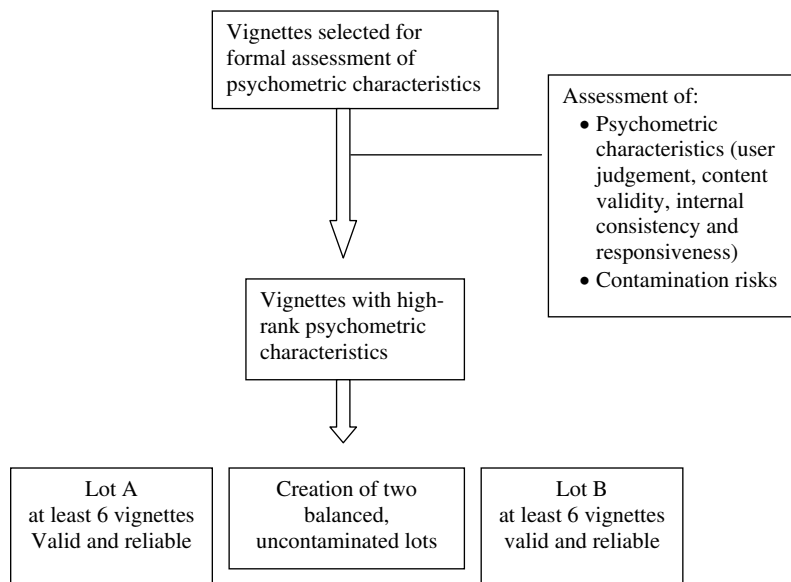 Vignettes selected for
formal assessment of
psychometric characteristics
Assessment of:
• Psychometric
characteristics (user
judgement, content
validity, internal
consistency and
responsiveness)
• Contamination risks
Vignettes with high-
rank psychometric
characteristics
Lot A
at least 6 vignettes
Valid and reliable
Creation of two
balanced,
uncontaminated lots
Lot B
at least 6 vignettes
valid and reliable